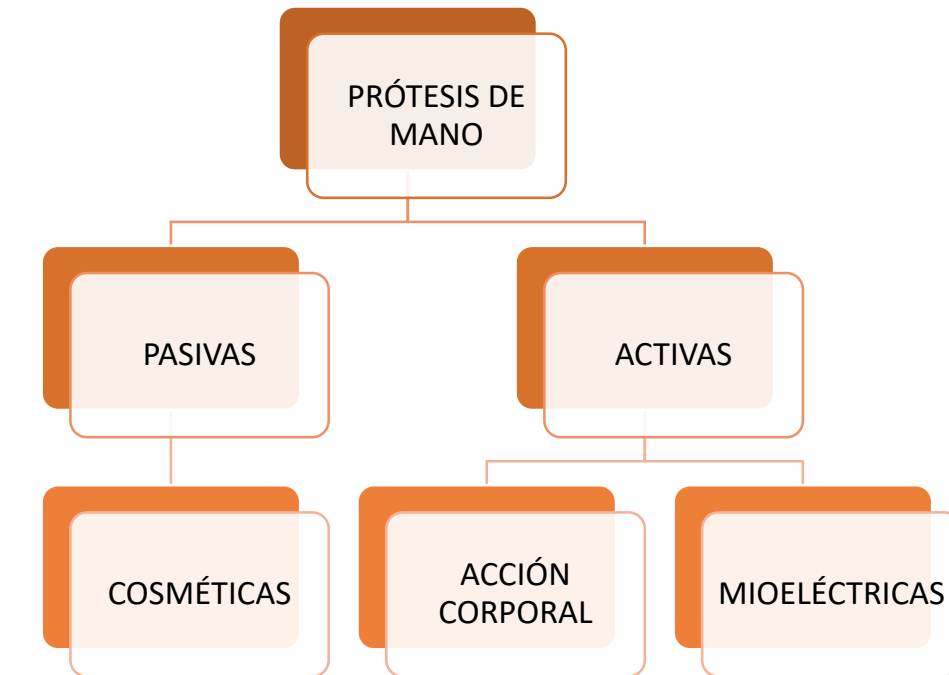 PRÓTESIS DE
MANO
PASIVAS
ACTIVAS
COSMÉTICAS
ACCIÓN
CORPORAL
MIOELÉCTRICAS